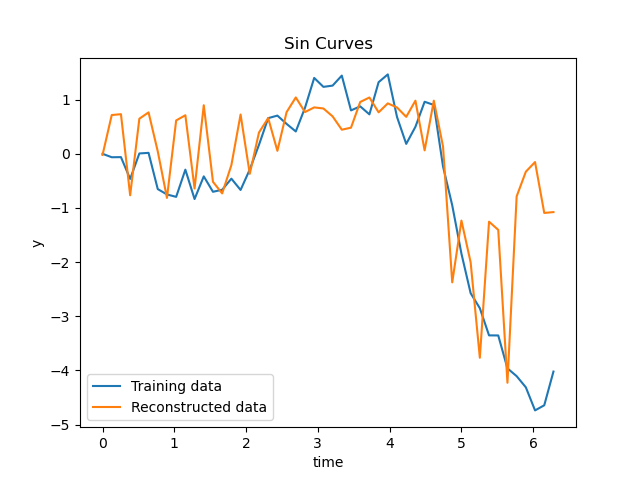 Sin Curves
y
1
0
−1
−2
−3
−4
−5
Training data
Reconstructed data
0 1 2 3 4 5 6
time